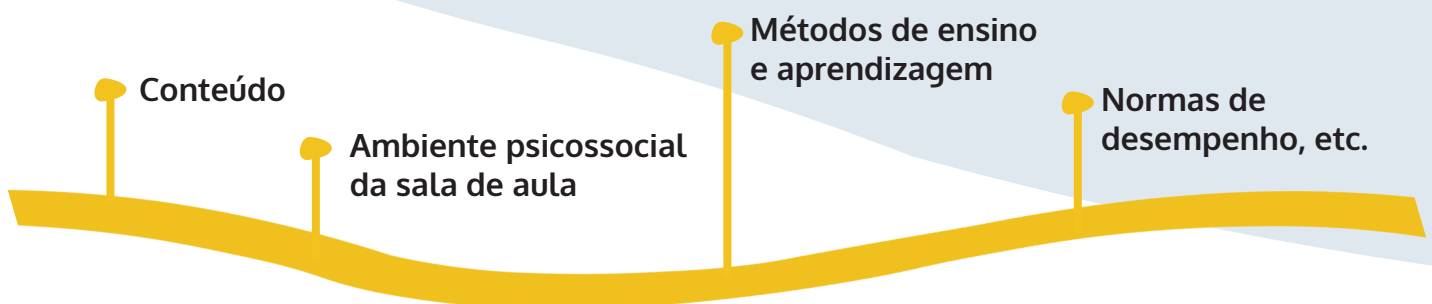 Conteúdo
Ambiente psicossocial
da sala de aula
Métodos de ensino
e aprendizagem
Normas de
desempenho, etc.